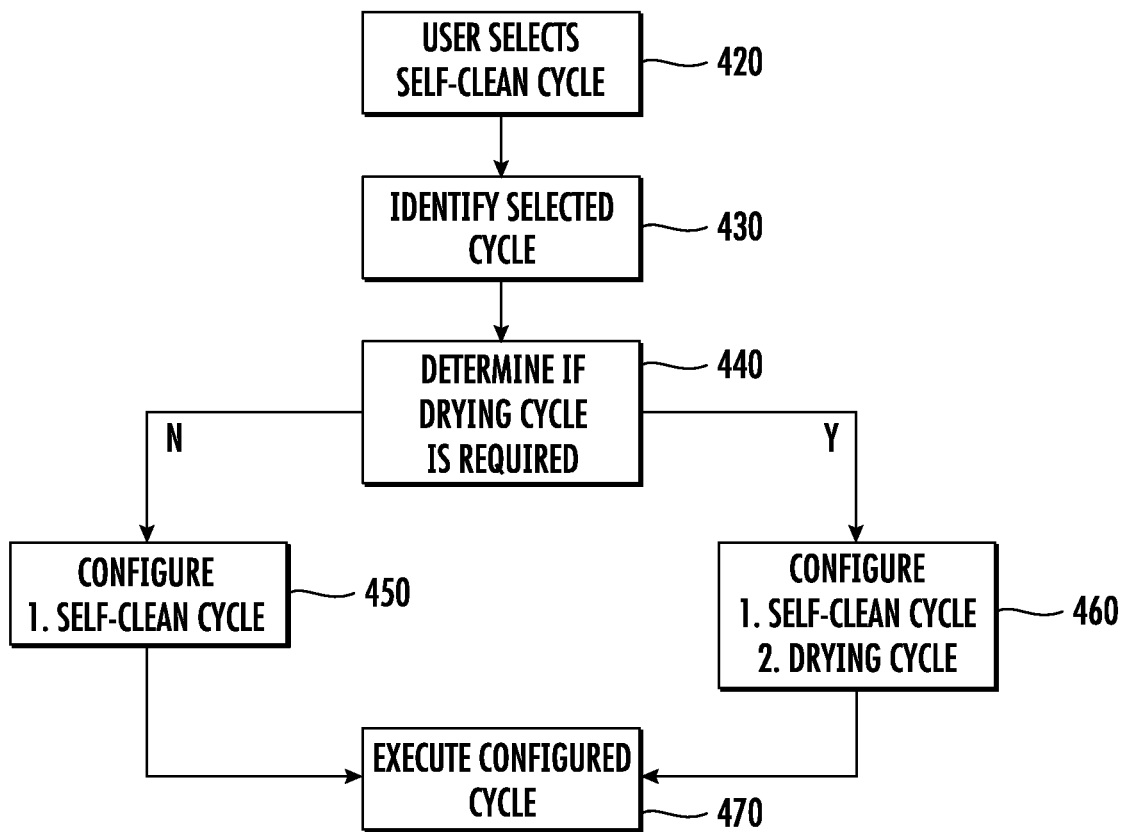 USER SELECTS
SELF-CLEAN CYCLE
420
IDENTIFY SELECTED
CYCLE
430
DETERMINE IF
DRYING CYCLE
IS REQUIRED
440
N
Y
CONFIGURE
1. SELF-CLEAN CYCLE
450
CONFIGURE
1. SELF-CLEAN CYCLE
2. DRYING CYCLE
460
EXECUTE CONFIGURED
CYCLE
470